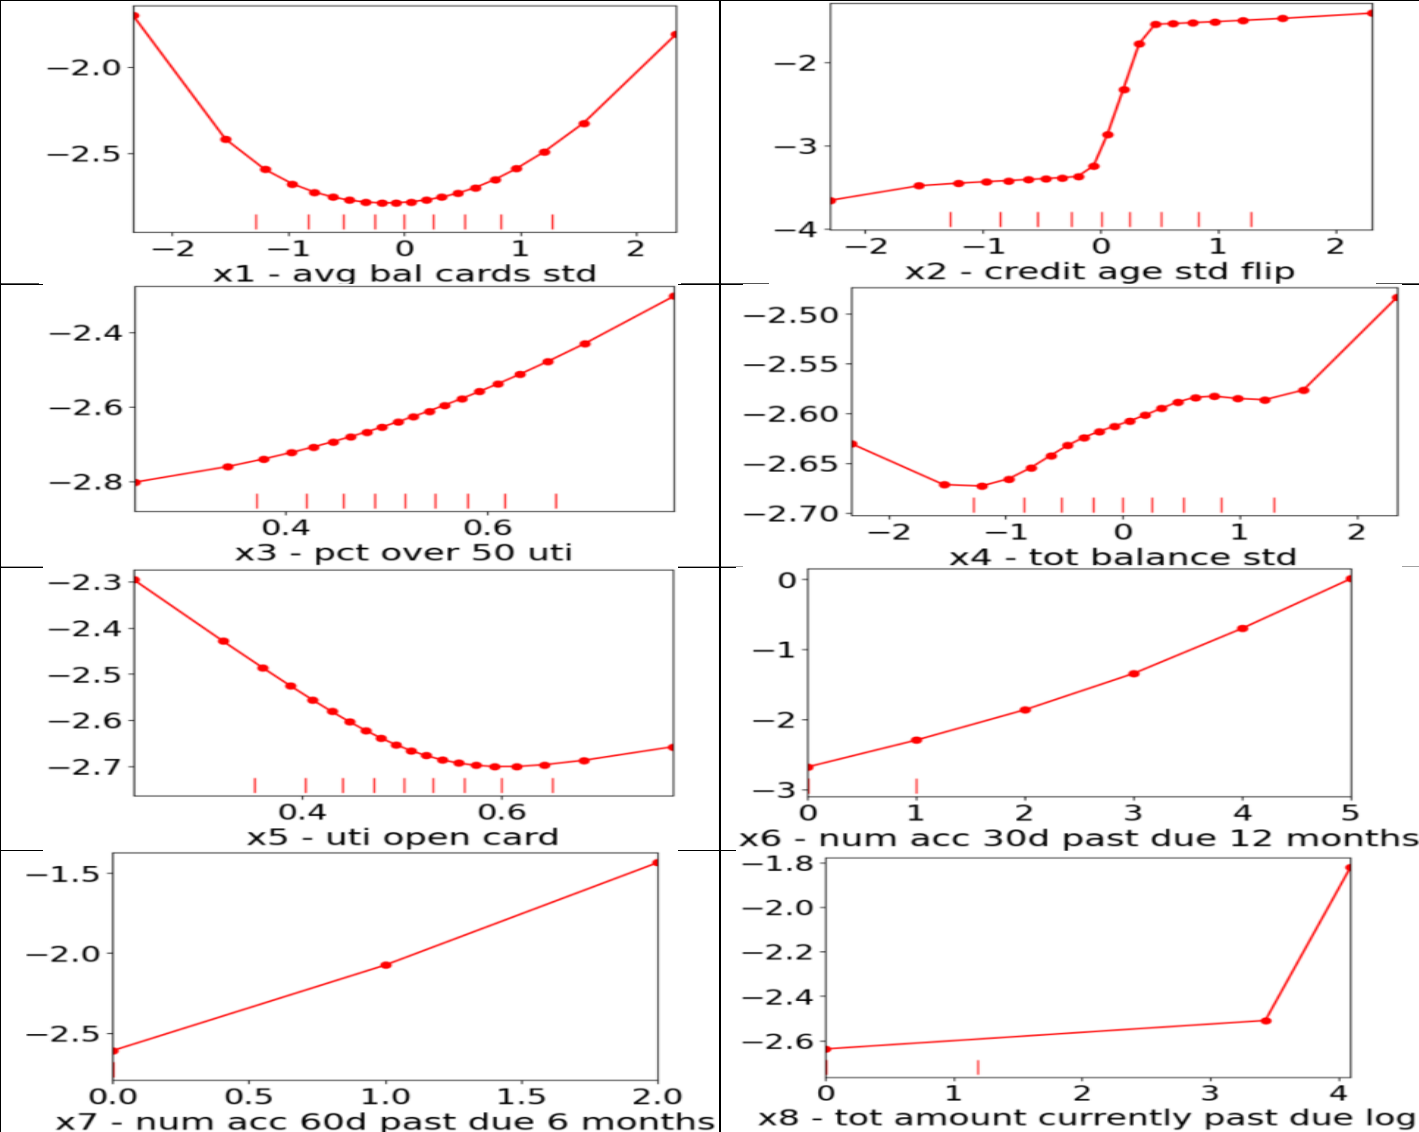 −2.0
−2.5
−2 −1 0 1 2
x1 - avg bal cards std
−2
−3
−4
−2 −1 0 1 2
x2 - credit age std flip
−2.4
−2.6
−2.8
0.4 0.6
x3 - pct over 50 uti
−2.50
−2.55
−2.60
−2.65
−2.70
−2 −1 0 1 2
x4 - tot balance std
−2.3
−2.4
−2.5
−2.6
−2.7
0.4 0.6
x5 - uti open card
0
−1
−2
−3
0 1 2 3 4 5
x6 - num acc 30d past due 12 months
−1.5
−2.0
−2.5
0.0 0.5 1.0 1.5 2.0
x7 - num acc 60d past due 6 months
−1.8
−2.0
−2.2
−2.4
−2.6
0 1 2 3 4
x8 - tot amount currently past due log